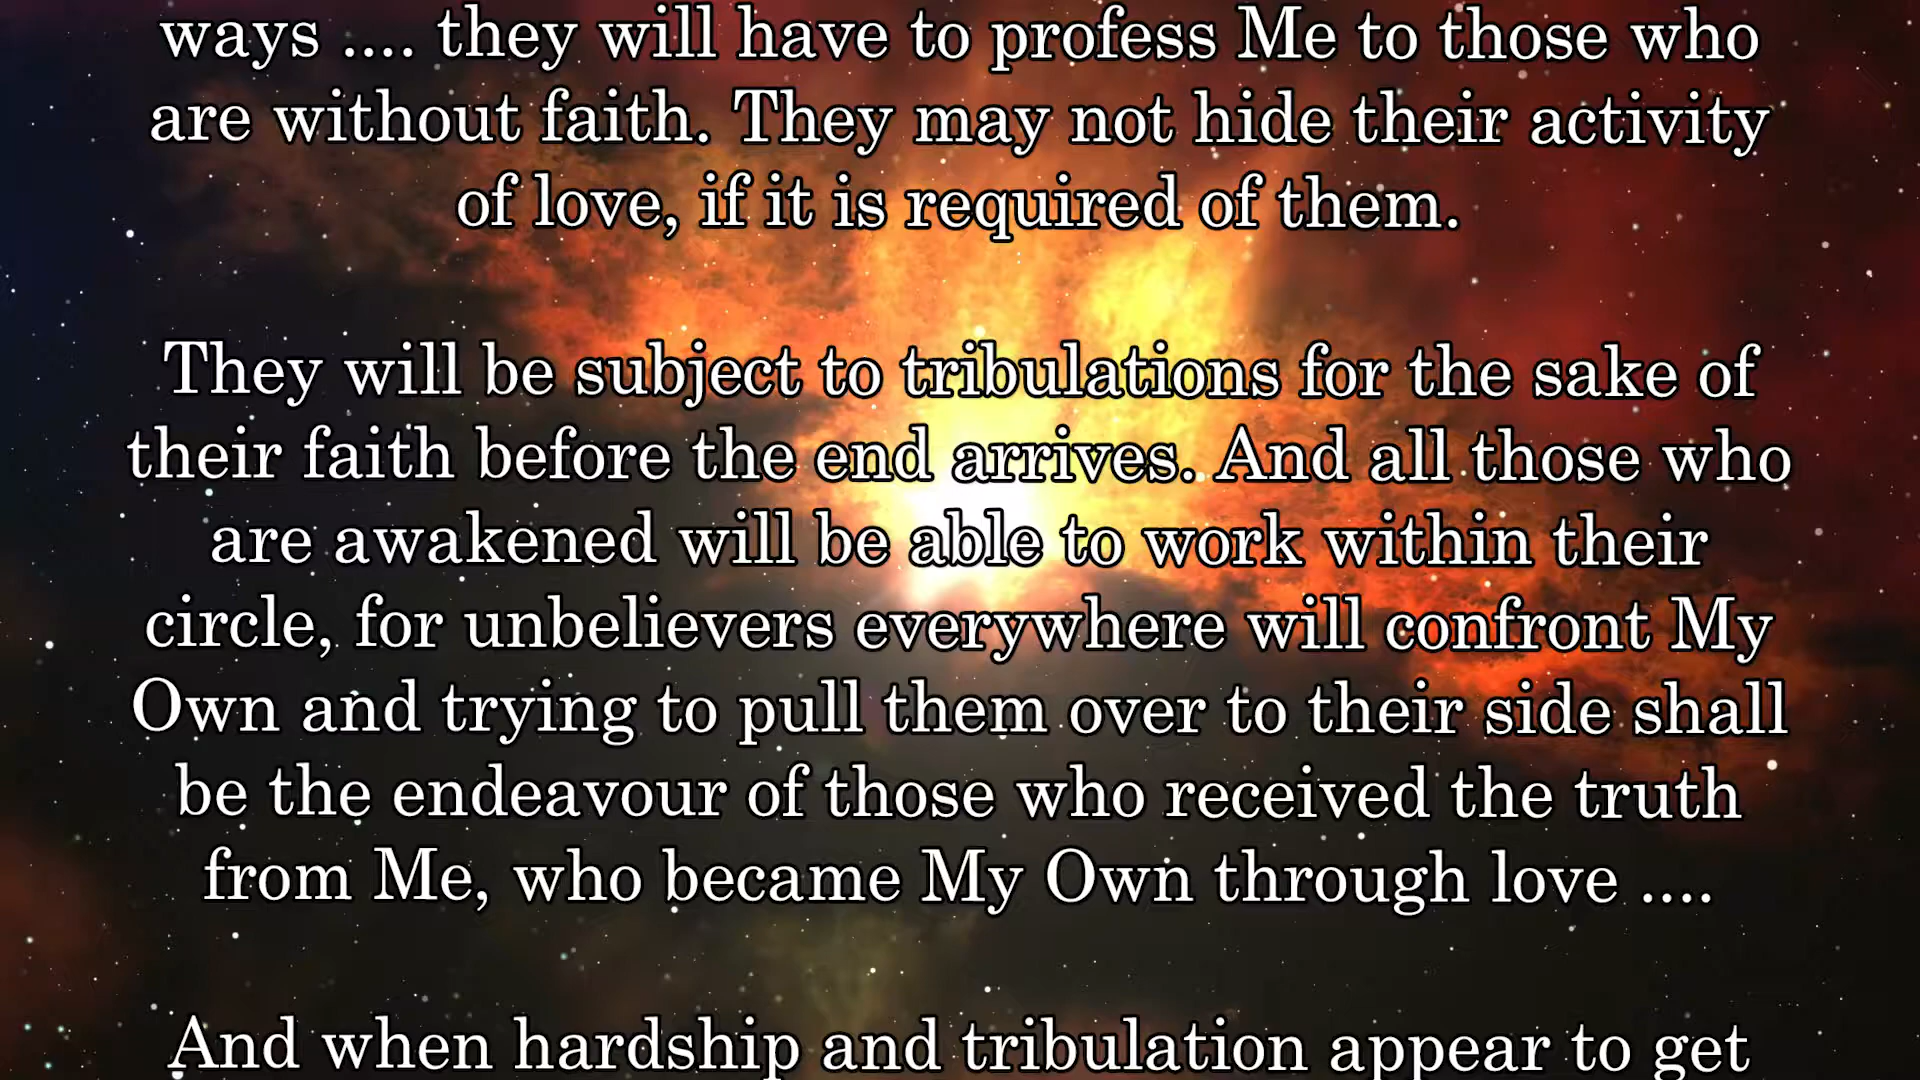 ways .... they will have to profess Me to those who
are without faith. They may not hide their activity
of love, if it is required of them.
They will be subject to tribulations for the sake of
their faith before the end arrives. And all those who
are awakened will be able to work within their
circle, for unbelievers everywhere will confront My
Own and trying to pull them over to their side shall
be the endeavour of those who received the truth
from Me, who became My Own through love ....
And when hardship and tribulation appear to get